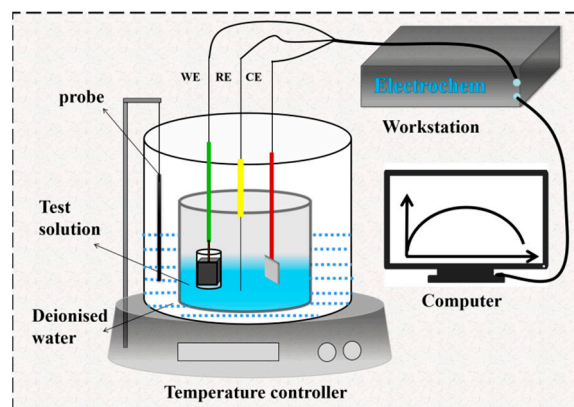 WE RE CE
Electrochem
Workstation
probe
Test
solution
Deionised
water
Computer
Temperature controller